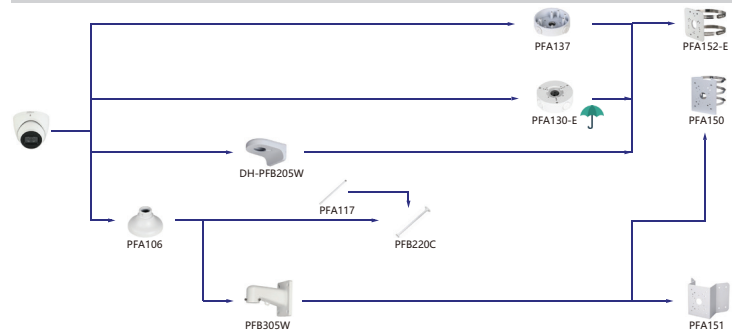 PFA137
PFA152-E
PFA130-E
PFA150
DH-PFB205W
PFA117
PFA106
PFB220C
PFB305W
PFA151